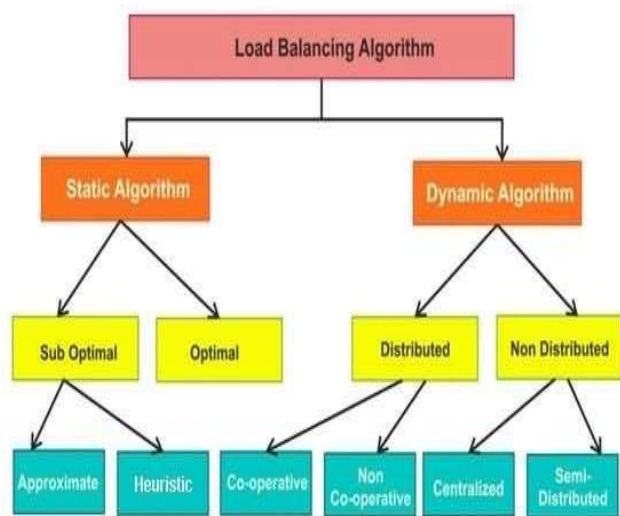 Load Balancing Algorithm
Static Algorithm
Dynamic Algorithm
Sub Optimal
Optimal
Distributed
Non Distributed
Approximate
Heuristic
Co-operative
Non
Co-operative
Centralized
Semi-
Distributed